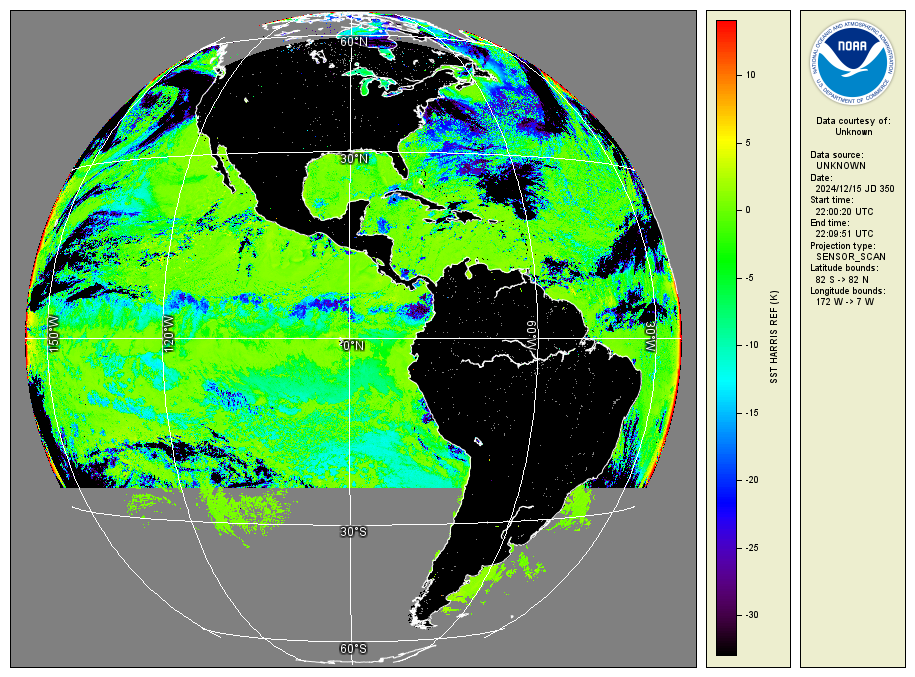 60°N
30°N
150°W
120°W
0°N
60°W
30°W
30°S
60°S
10
5
0
-5
-10
-15
-20
-25
-30
SST HARRIS REF (K)
NATIONAL OCEANIC AND ATMOSPHERIC ADMINISTRATION
NOAA
U.S. DEPARTMENT OF COMMERCE
Data courtesy of:
Unknown
Data source:
UNKNOWN
Date:
2024/12/15 JD 350
Start time:
22:00:20 UTC
End time:
22:09:51 UTC
Projection type:
SENSOR_SCAN
Latitude bounds:
82 S -> 82 N
Longitude bounds:
172 W -> 7 W